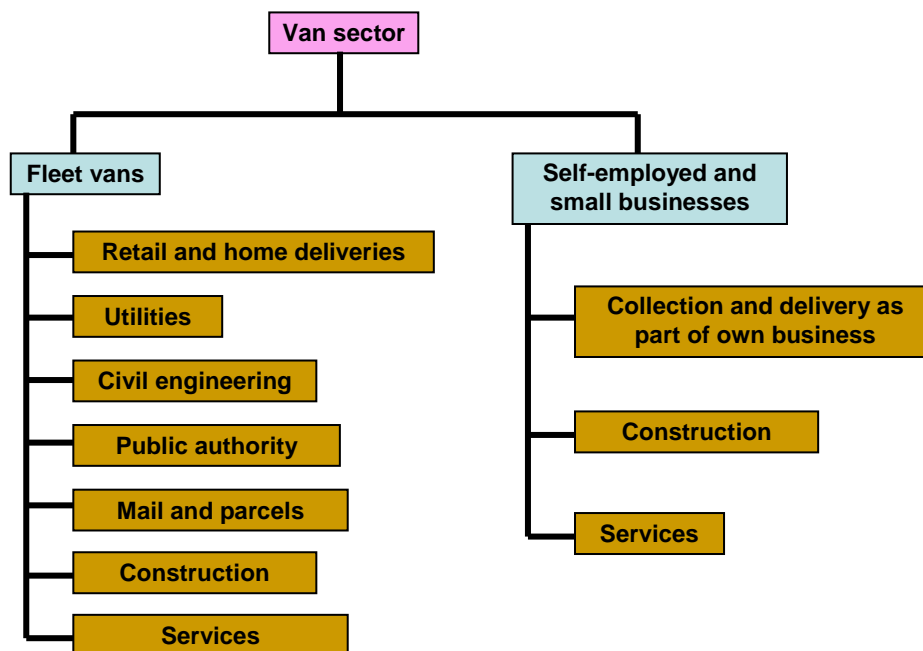 Van sector
Fleet vans
Self-employed and
small businesses
Retail and home deliveries
Utilities
Civil engineering
Public authority
Mail and parcels
Construction
Services
Collection and delivery as
part of own business
Construction
Services